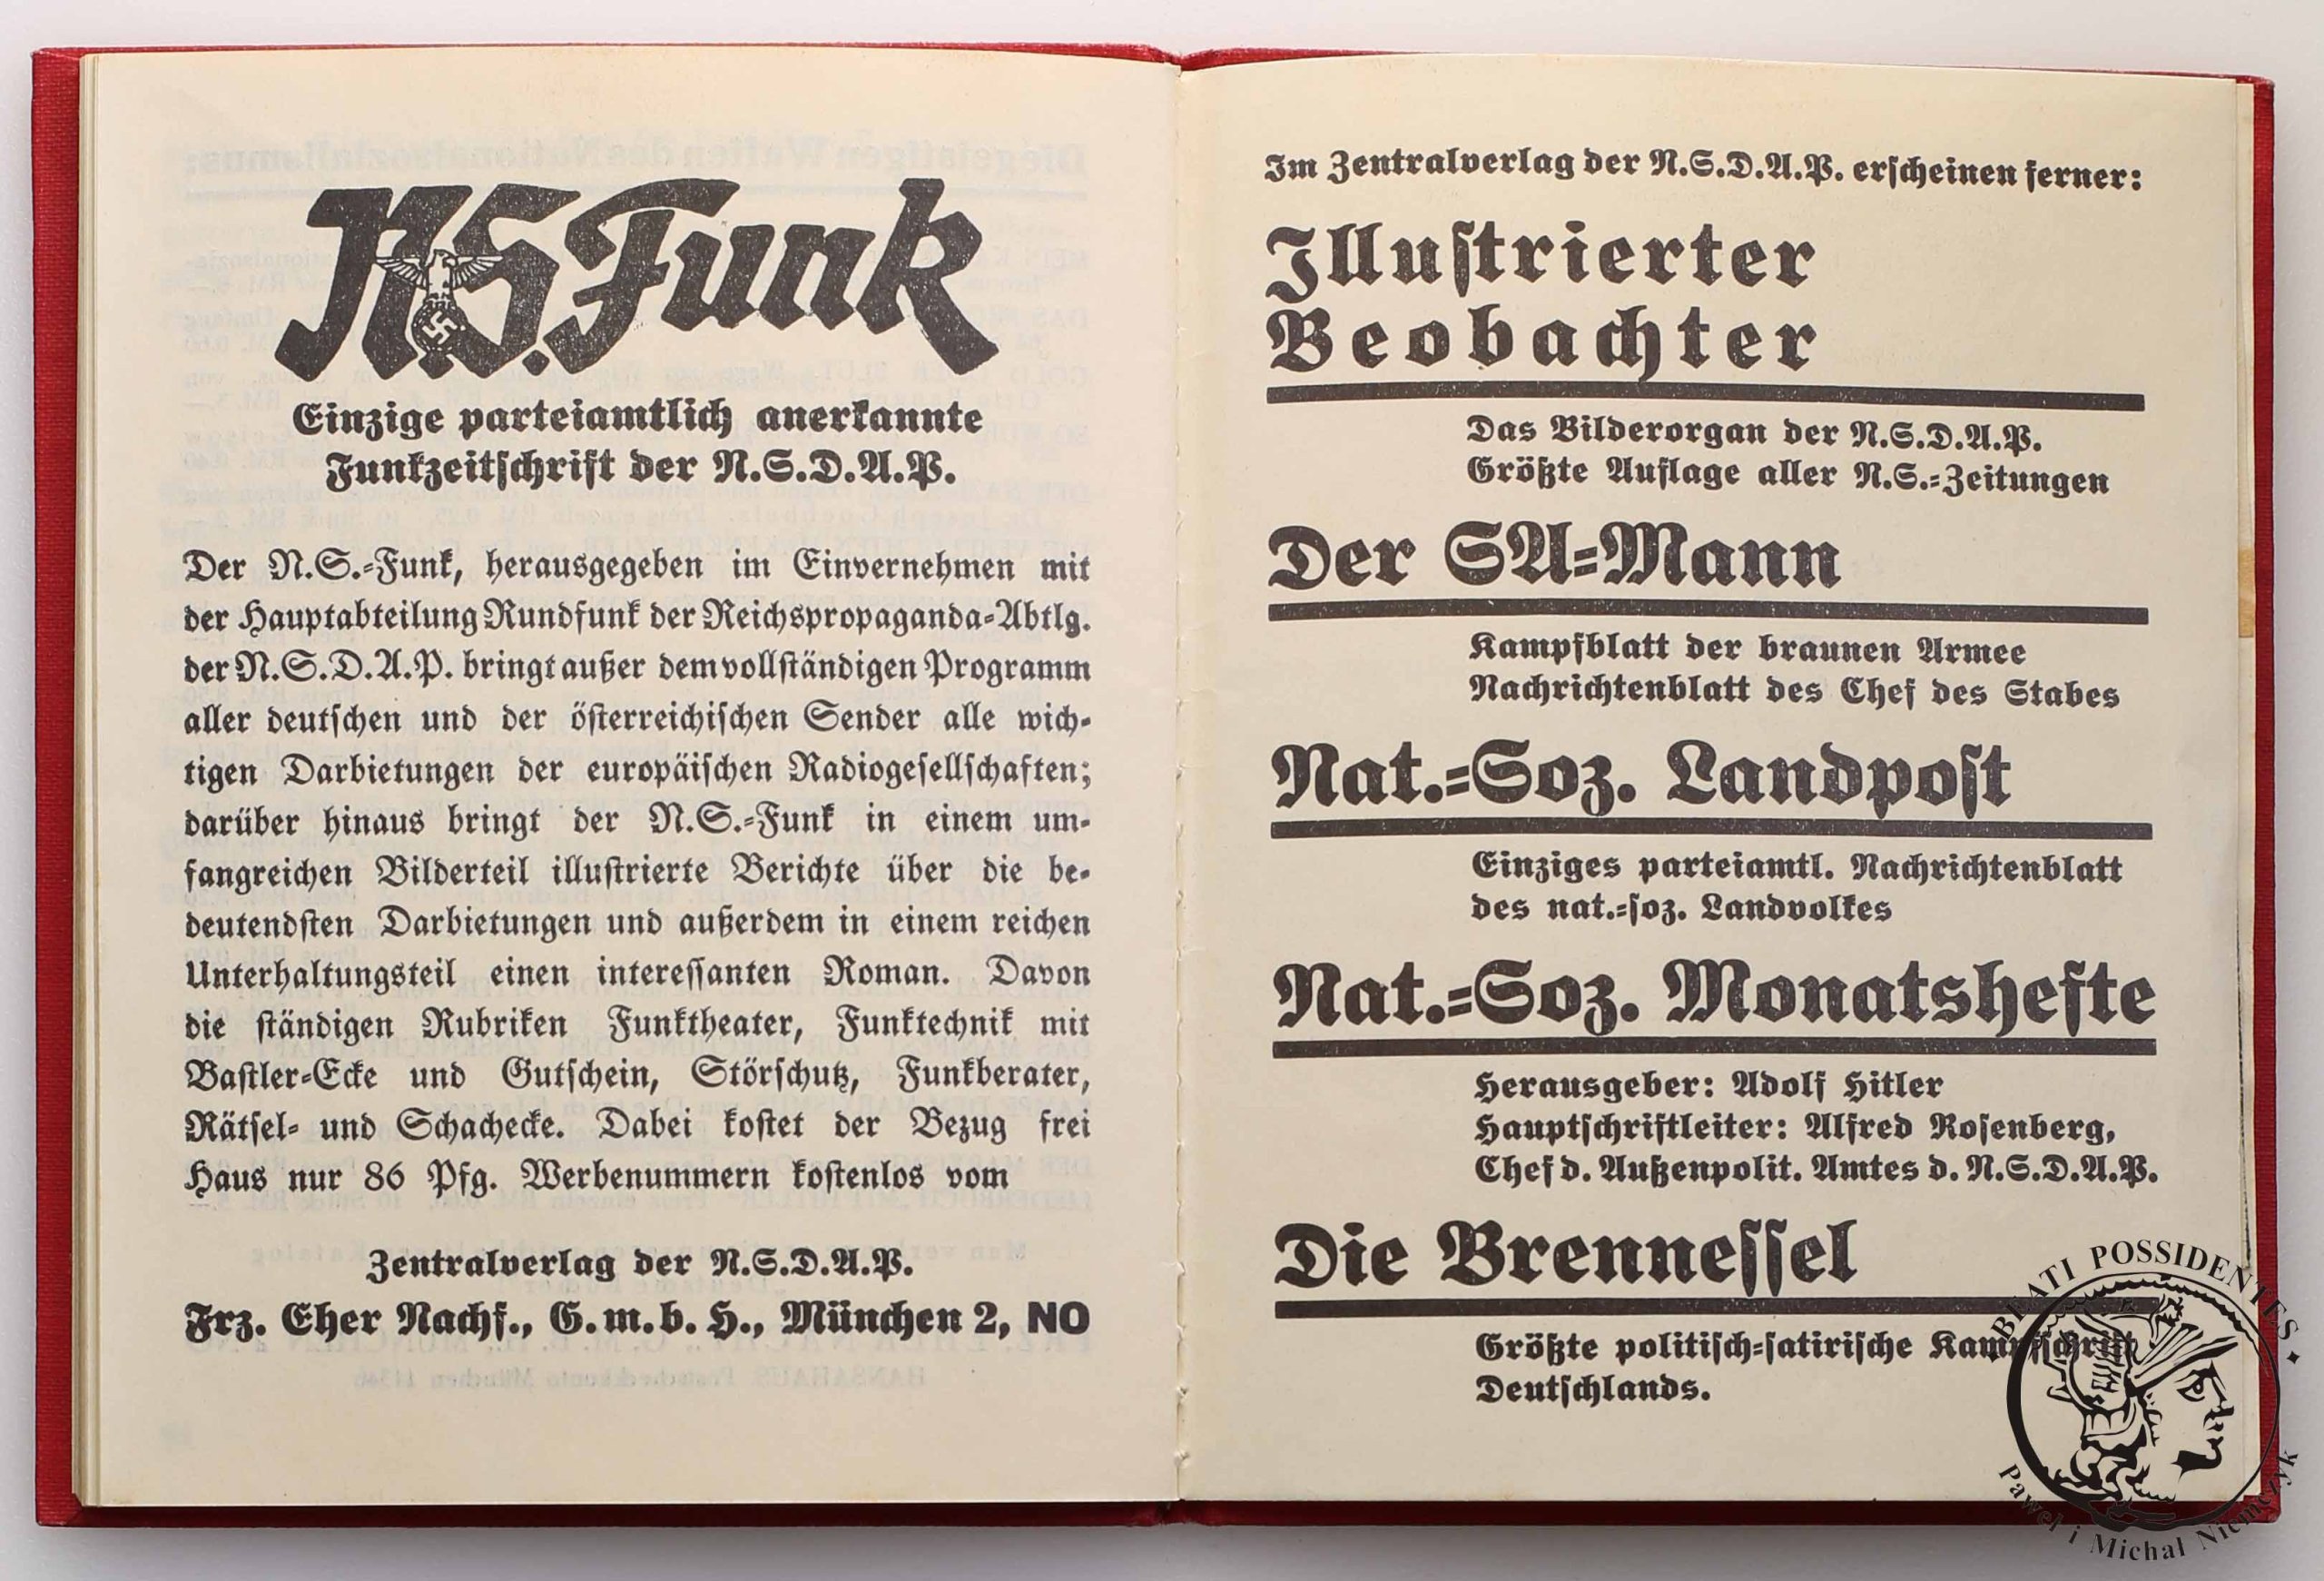 N.S. Funk
Einzige parteiamtlich anerkannte
Funkzeitschrift der N.S.D.A.P.
Der N.S.-Funk, herausgegeben im Einvernehmen mit
der Hauptabteilung Rundfunk der Reichspropaganda-Abtlg.
der N.S.D.A.P. bringt außer dem vollständigen Programm
aller deutschen und der österreichischen Sender alle wich-
tigen Darbietungen der europäischen Radiogesellschaften;
darüber hinaus bringt der N.S.-Funk in einem um-
fangreichen Bilderteil illustrierte Berichte über die be-
deutendsten Darbietungen und außerdem in einem reichen
Unterhaltungsteil einen interessanten Roman. Davon
die ständigen Rubriken Funktheater, Funktechnik mit
Bastler-Ecke und Gutschein, Störschutz, Funkberater,
Rätsel- und Schachecke. Dabei kostet der Bezug frei
Haus nur 86 Pfg. Werbenummern kostenlos vom
Zentralverlag der N.S.D.A.P.
Frz. Eher Nachf., G.m.b.H., München 2, NO
Im Zentralverlag der N.S.D.A.P. erscheinen ferner:
Illustrierter
Beobachter
Das Bilderorgan der N.S.D.A.P.
Größte Auflage aller N.S.-Zeitungen
Der SA-Mann
Kampfblatt der braunen Armee
Nachrichtenblatt des Chef des Stabes
Nat.-Soz. Landpost
Einziges parteiamtl. Nachrichtenblatt
des nat.-soz. Landvolkes
Nat.-Soz. Monatshefte
Herausgeber: Adolf Hitler
Hauptschriftleiter: Alfred Rosenberg,
Chef d. Außenpolit. Amtes d. N.S.D.A.P.
Die Brennessel
Größte politisch-satirische Kampfschrift
Deutschlands.
BEATI POSSIDENTES
Paweł i Michał Niemczyk